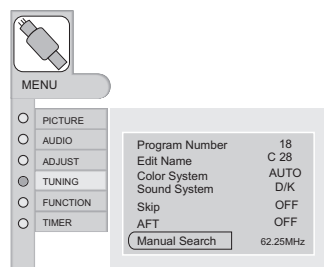 MENU
PICTURE
AUDIO
ADJUST
TUNING
FUNCTION
TIMER
Program Number 18
Edit Name C 28
Color System AUTO
Sound System D/K
Skip OFF
AFT OFF
Manual Search 62.25MHz